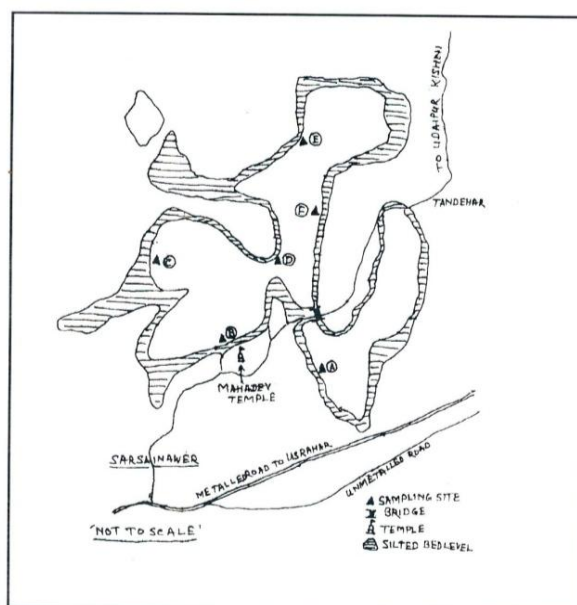 TO UDAIPUR KISHNI
TANDEHAR
E
F
C
D
B
A
MAHADEV
TEMPLE
SARSAINAWER
METALLED ROAD TO USRAHAR
UNMETALLED ROAD
'NOT TO SCALE'
SAMPLING SITE
BRIDGE
TEMPLE
SILTED BED LEVEL